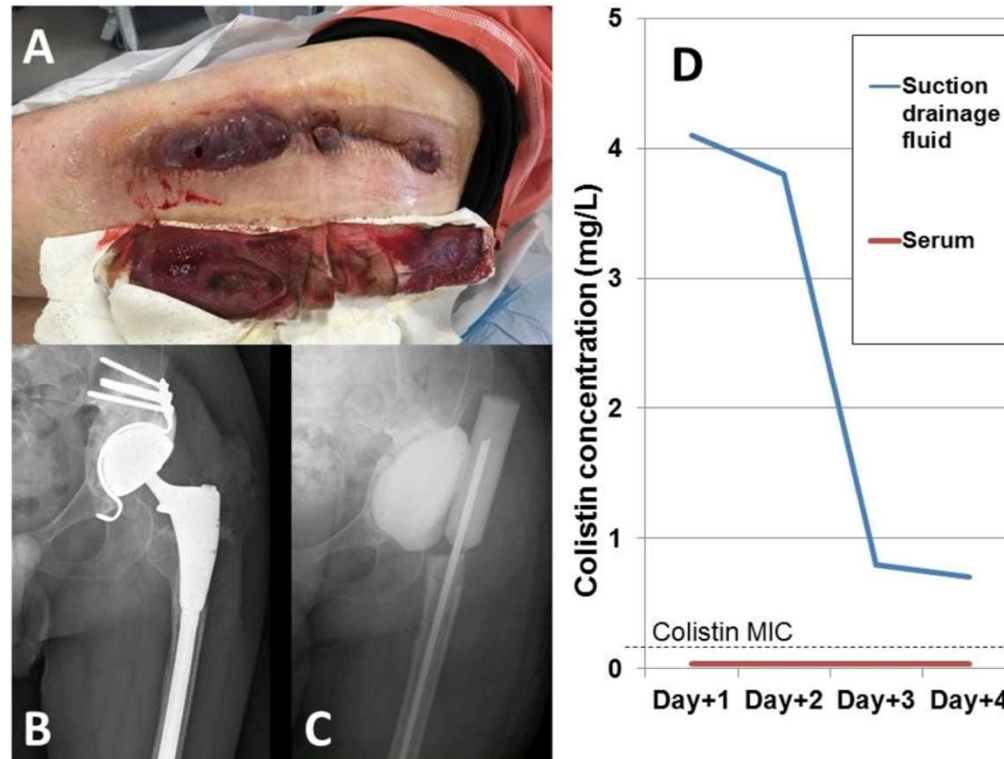 A
B
C
D
Colistin concentration (mg/L)
5
4
3
2
1
0
Suction
drainage
fluid
Serum
Colistin MIC
Day+1 Day+2 Day+3 Day+4